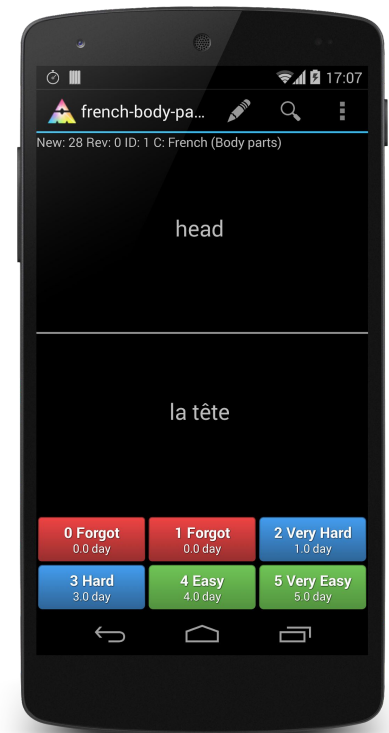 17:07
french-body-pa...
New: 28 Rev: 0 ID: 1 C: French (Body parts)
head
la tête
0 Forgot 1 Forgot 2 Very Hard
0.0 day 0.0 day 1.0 day
3 Hard 4 Easy 5 Very Easy
3.0 day 4.0 day 5.0 day